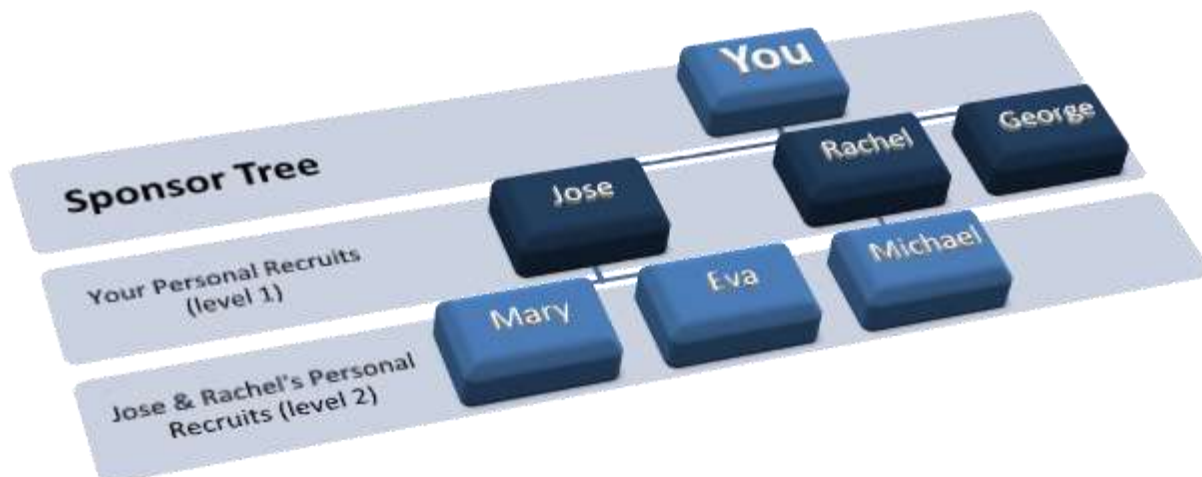 You
Sponsor Tree
Jose
Rachel
George
Your Personal Recruits
(level 1)
Mary
Eva
Michael
Jose & Rachel's Personal
Recruits (level 2)